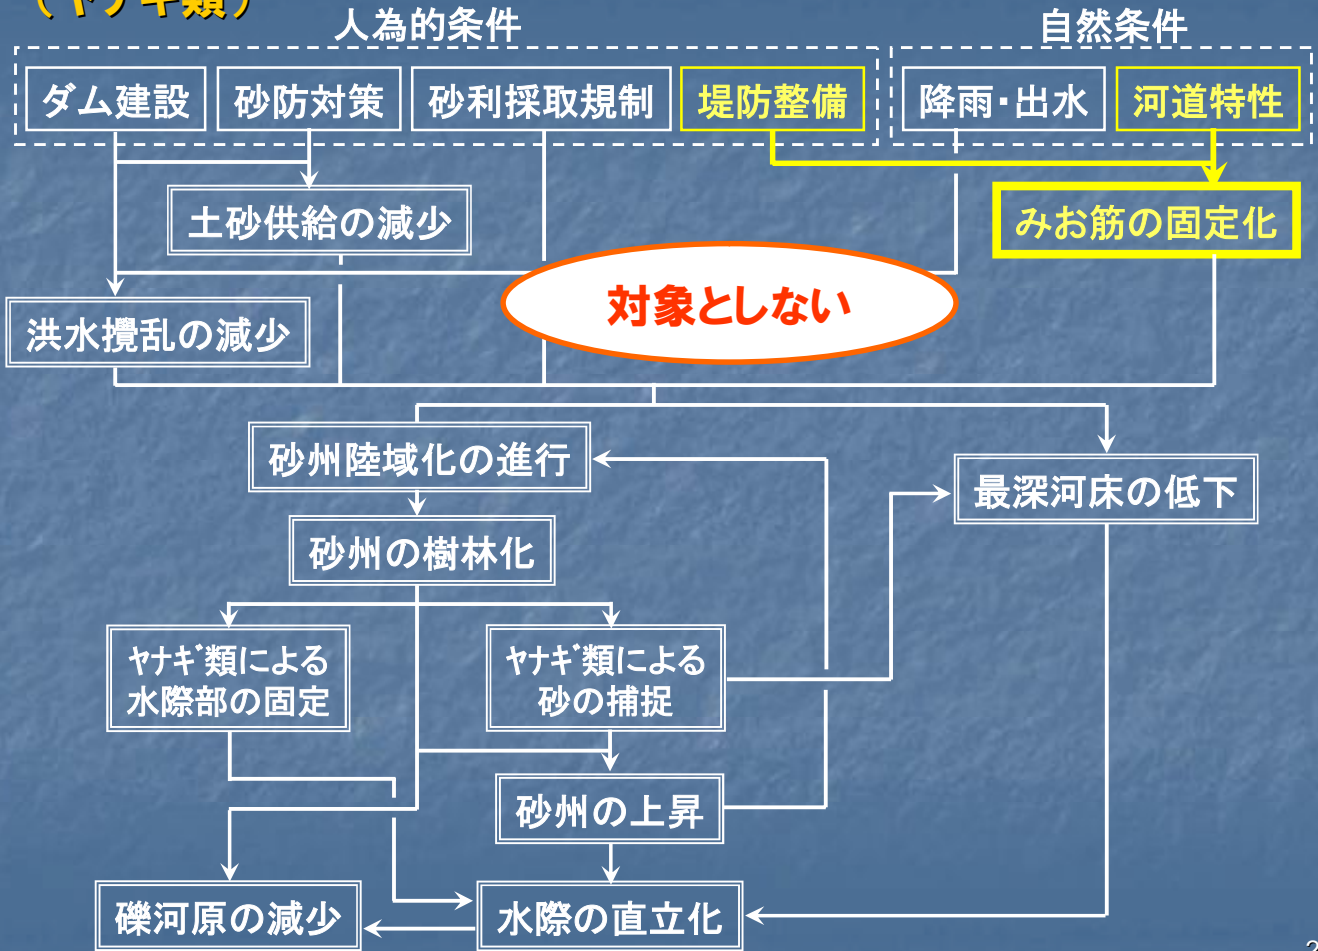 (ヤナギ類)
人為的条件
自然条件
ダム建設
砂防対策
砂利採取規制
堤防整備
降雨・出水
河道特性
土砂供給の減少
みお筋の固定化
対象としない
洪水攪乱の減少
砂州陸域化の進行
最深河床の低下
砂州の樹林化
ﾔﾅｷﾞ類による
水際部の固定
ﾔﾅｷﾞ類による
砂の捕捉
砂州の上昇
礫河原の減少
水際の直立化